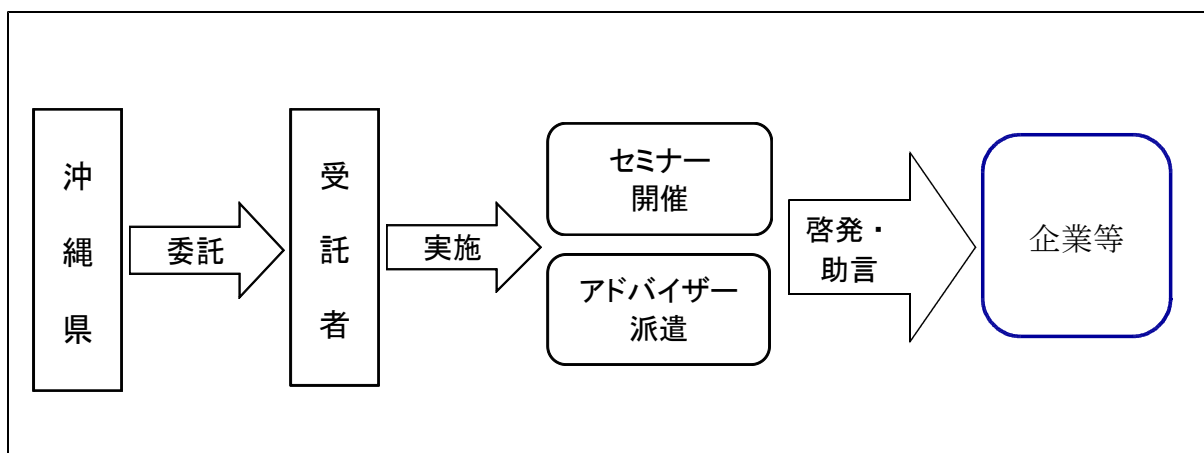 沖縄県
委託
受託者
実施
セミナー
開催
アドバイザー
派遣
啓発・
助言
企業等